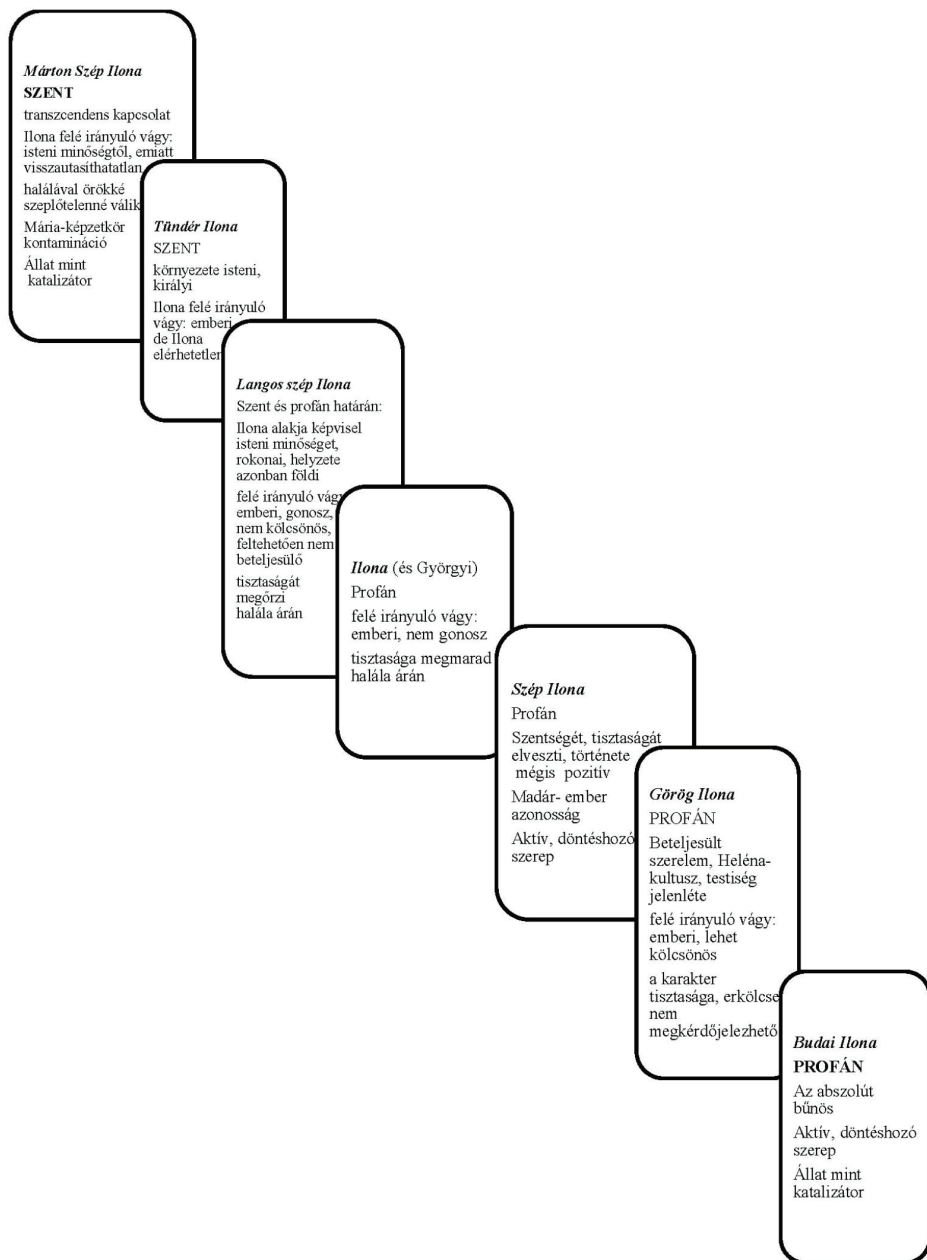 Márton Szép Ilona
SZENT
transzcendens kapcsolat
Ilona felé irányuló vágy:
isteni minőségtől, emiatt
visszautasíthatatlan
halálával örökké
szeplőtelenné válik
Mária-képzetkör
kontamináció
Állat mint
katalizátor
Tündér Ilona
SZENT
környezete isteni,
királyi
Ilona felé irányuló
vágy: emberi,
de Ilona
elérhetetlen
Langos szép Ilona
Szent és profán határán:
Ilona alakja képvisel
isteni minőséget,
rokonai, helyzete
azonban földi
felé irányuló vágy
emberi, gonosz,
nem kölcsönös,
feltehetően nem
beteljesülő
tisztaságát
megőrzi
halála árán
Ilona (és Györgyi)
Profán
felé irányuló vágy:
emberi, nem gonosz
tisztasága megmarad
halála árán
Szép Ilona
Profán
Szentségét, tisztaságát
elveszti, története
mégis pozitív
Madár- ember
azonosság
Aktív, döntéshozó
szerep
Görög Ilona
PROFÁN
Beteljesült
szerelem, Heléna-
kultusz, testiség
jelenléte
felé irányuló vágy:
emberi, lehet
kölcsönös
a karakter
tisztasága, erkölcse
nem
megkérdőjelezhető
Budai Ilona
PROFÁN
Az abszolút
bűnös
Aktív, döntéshozó
szerep
Állat mint
katalizátor